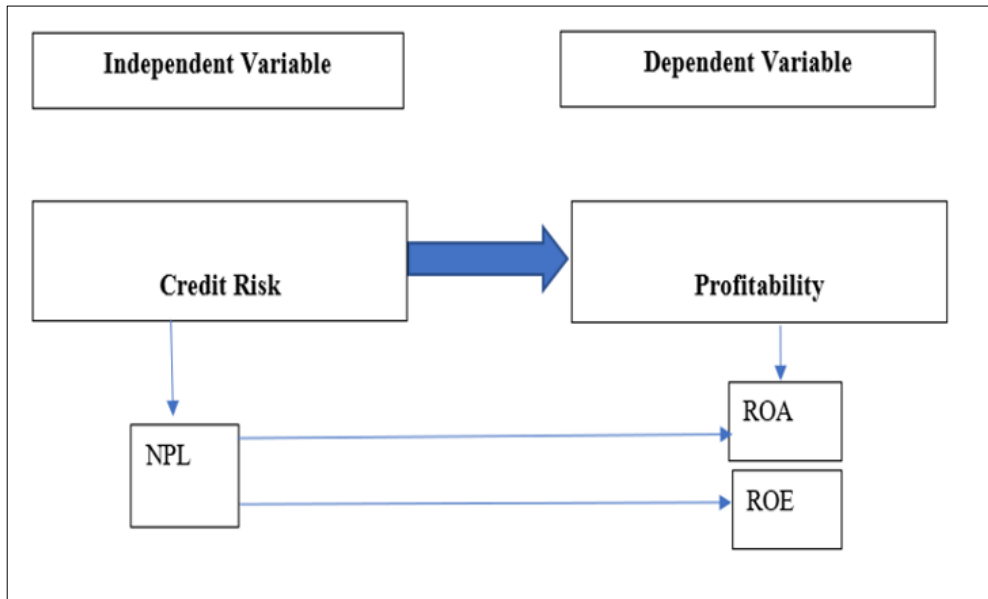 Independent Variable
Dependent Variable
Credit Risk
Profitability
NPL
ROA
ROE